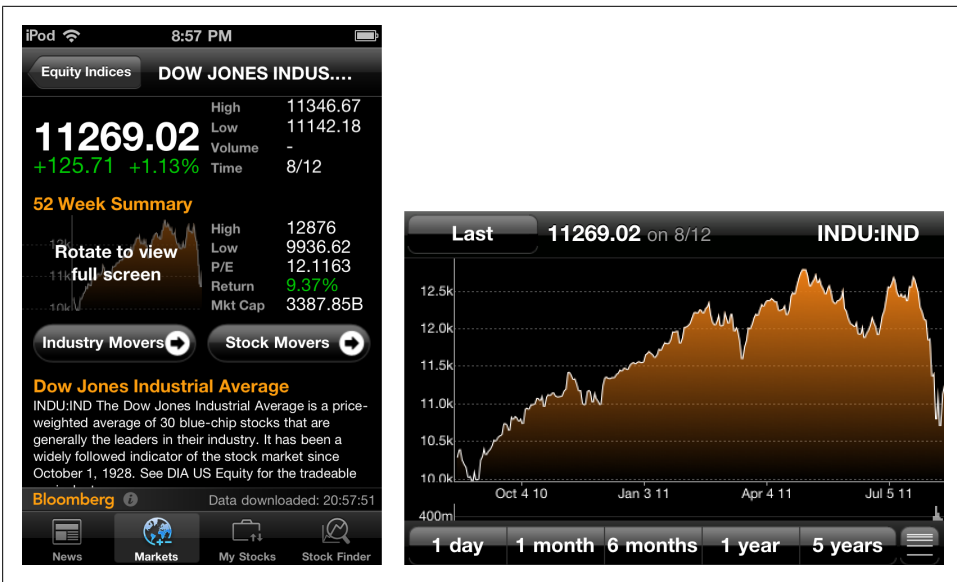 iPod 8:57 PM
Equity Indices DOW JONES INDUS....
11269.02
+125.71 +1.13%
High 11346.67
Low 11142.18
Volume -
Time 8/12
52 Week Summary
12k
11k
10k
Rotate to view
full screen
High 12876
Low 9936.62
P/E 12.1163
Return 9.37%
Mkt Cap 3387.85B
Industry Movers Stock Movers
Dow Jones Industrial Average
INDU:IND The Dow Jones Industrial Average is a price-
weighted average of 30 blue-chip stocks that are
generally the leaders in their industry. It has been a
widely followed indicator of the stock market since
October 1, 1928. See DIA US Equity for the tradeable
Bloomberg i Data downloaded: 20:57:51
News Markets My Stocks Stock Finder
Last 11269.02 on 8/12 INDU:IND
12.5k
12.0k
11.5k
11.0k
10.5k
10.0k
Oct 4 10 Jan 3 11 Apr 4 11 Jul 5 11
400m
1 day 1 month 6 months 1 year 5 years